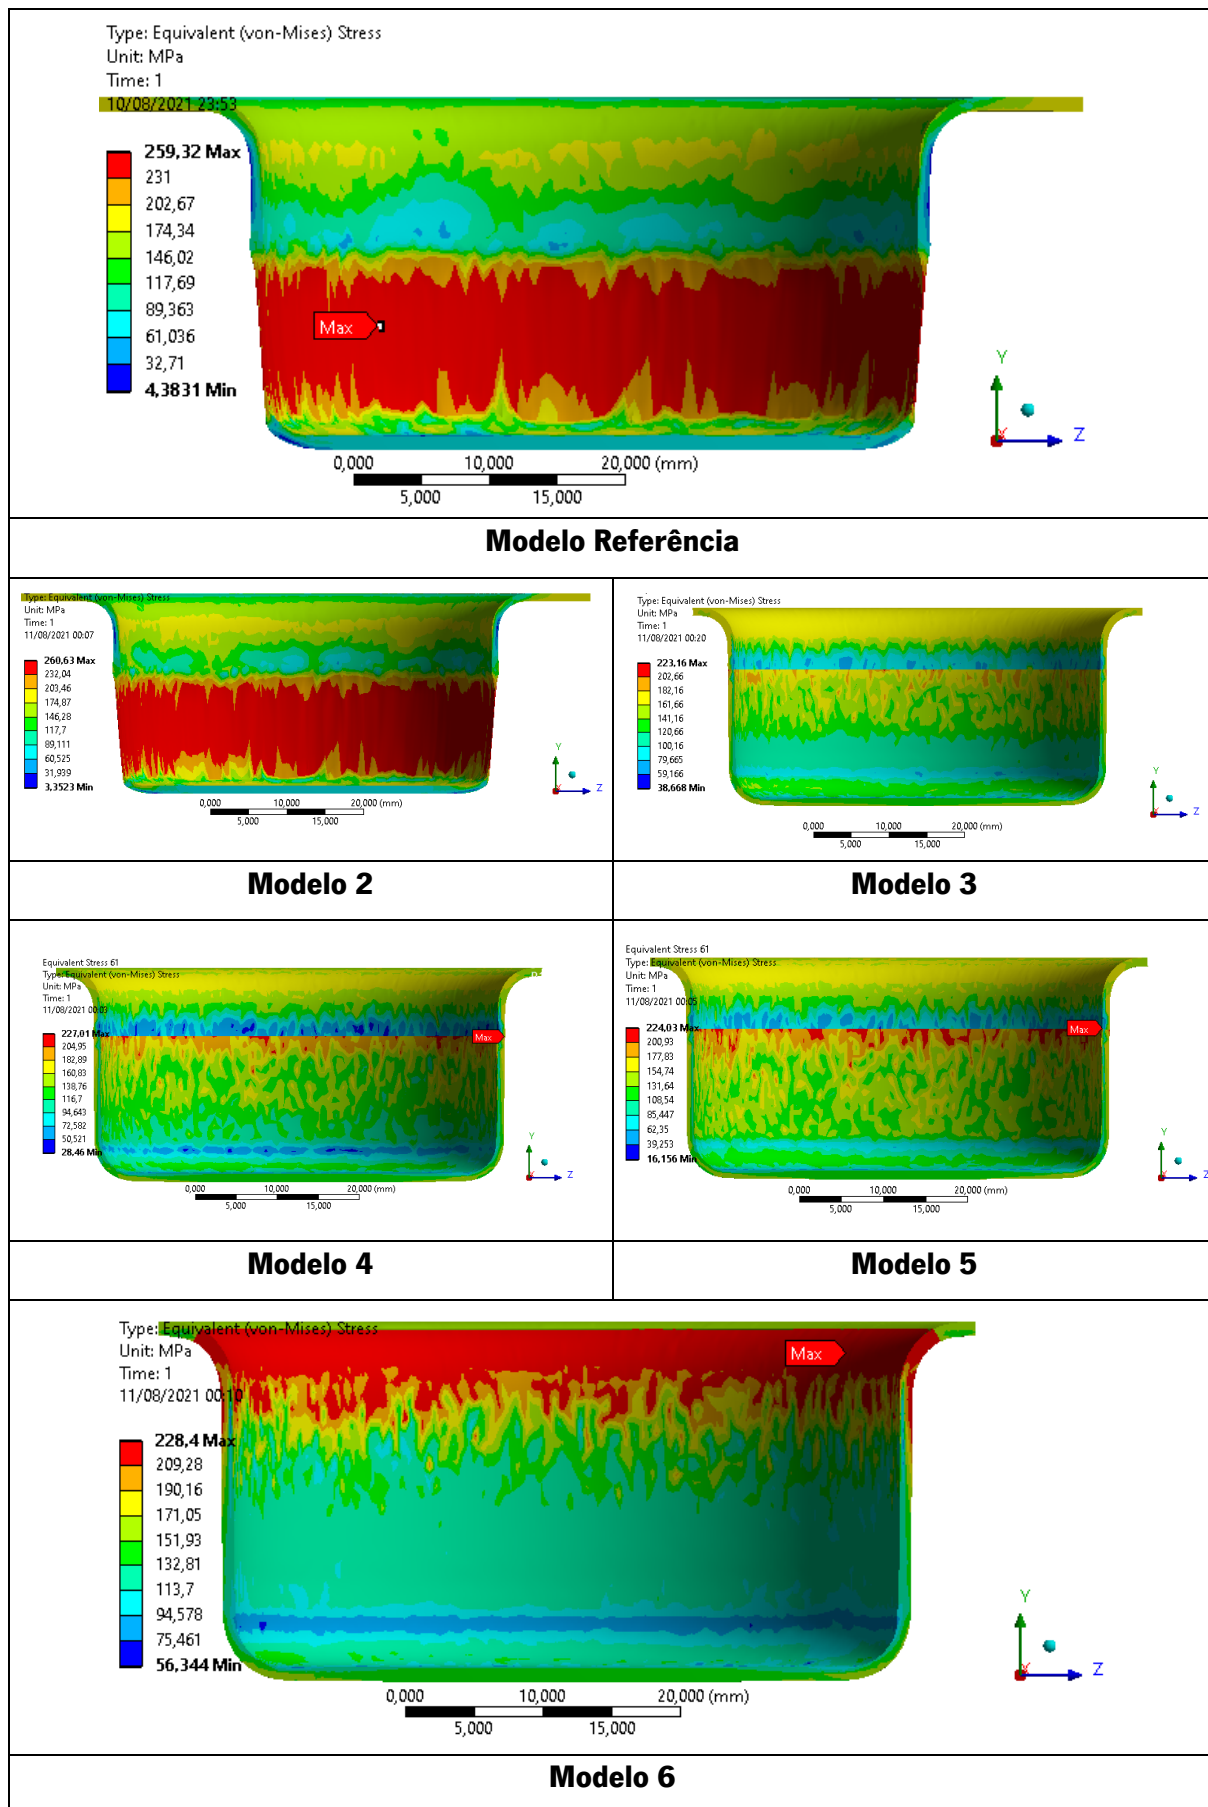 Type: Equivalent (von-Mises) Stress
Unit: MPa
Time: 1
10/08/2021 23:53
259,32 Max
231
202,67
174,34
146,02
117,69
89,363
61,036
32,71
4,3831 Min
Max
Y
X
Z
0,000 10,000 20,000 (mm)
5,000 15,000
Modelo Referência
Type: Equivalent (von-Mises) Stress
Unit: MPa
Time: 1
11/08/2021 00:07
260,63 Max
232,04
203,46
174,87
146,28
117,7
89,111
60,525
31,939
3,3523 Min
Y
Z
0,000 10,000 20,000 (mm)
5,000 15,000
Modelo 2
Type: Equivalent (von-Mises) Stress
Unit: MPa
Time: 1
11/08/2021 00:20
223,16 Max
202,66
182,16
161,66
141,16
120,66
100,16
79,665
59,166
38,668 Min
Y
Z
0,000 10,000 20,000 (mm)
5,000 15,000
Modelo 3
Equivalent Stress 61
Type: Equivalent (von-Mises) Stress
Unit: MPa
Time: 1
11/08/2021 00:03
227,01 Max
204,95
182,89
160,83
138,76
116,7
94,643
72,582
50,521
28,46 Min
Max
Y
Z
0,000 10,000 20,000 (mm)
5,000 15,000
Modelo 4
Equivalent Stress 61
Type: Equivalent (von-Mises) Stress
Unit: MPa
Time: 1
11/08/2021 00:05
224,03 Max
200,93
177,83
154,74
131,64
108,54
85,447
62,35
39,253
16,156 Min
Max
Y
Z
0,000 10,000 20,000 (mm)
5,000 15,000
Modelo 5
Type: Equivalent (von-Mises) Stress
Unit: MPa
Time: 1
11/08/2021 00:10
228,4 Max
209,28
190,16
171,05
151,93
132,81
113,7
94,578
75,461
56,344 Min
Max
Y
X
Z
0,000 10,000 20,000 (mm)
5,000 15,000
Modelo 6